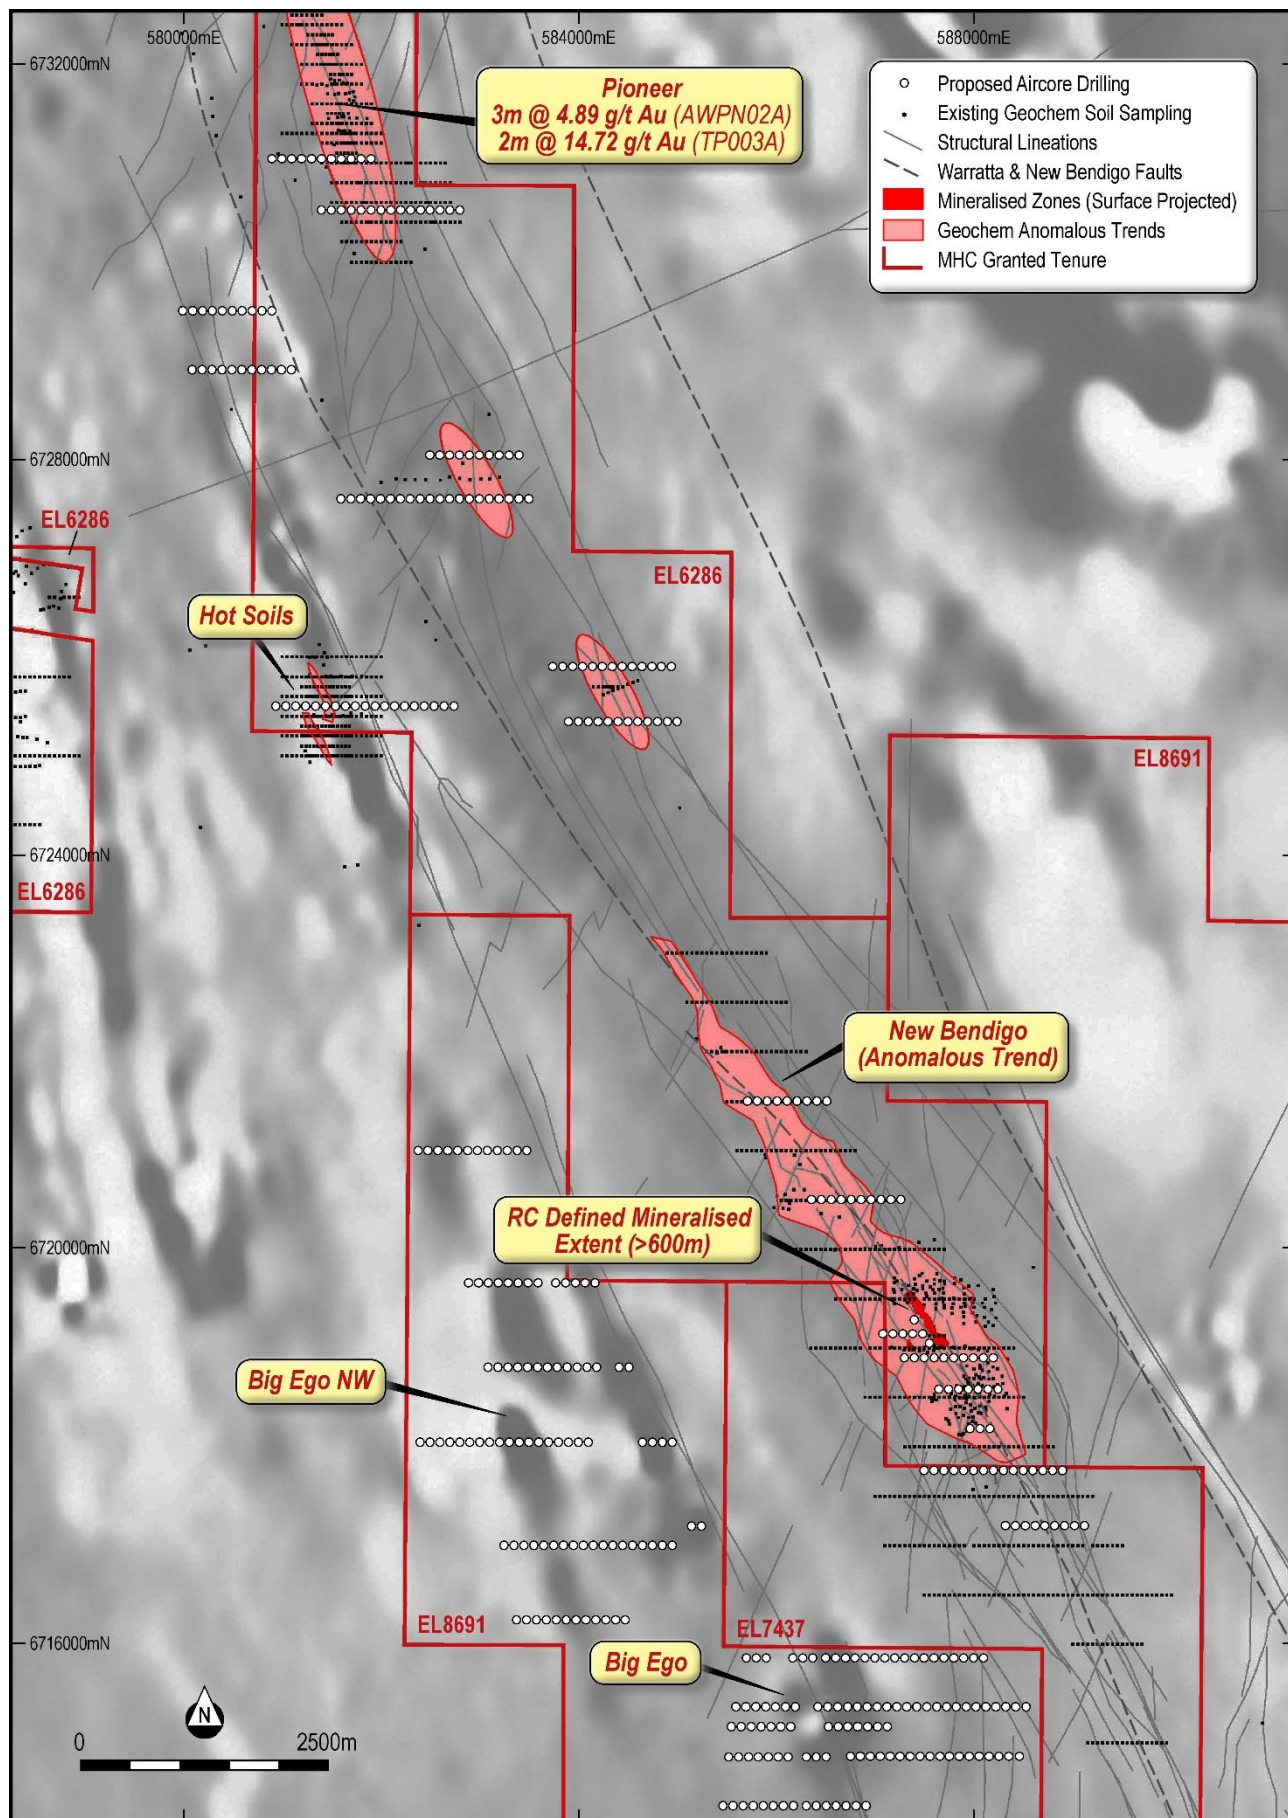 580000mE
584000mE
588000mE
6732000mN
Pioneer
3m @ 4.89 g/t Au (AWPN02A)
2m @ 14.72 g/t Au (TP003A)
Proposed Aircore Drilling
Existing Geochem Soil Sampling
Structural Lineations
Warratta & New Bendigo Faults
Mineralised Zones (Surface Projected)
Geochem Anomalous Trends
MHC Granted Tenure
6728000mN
EL6286
EL6286
Hot Soils
EL8691
6724000mN
EL6286
New Bendigo
(Anomalous Trend)
RC Defined Mineralised
Extent (>600m)
6720000mN
Big Ego NW
EL8691
EL7437
6716000mN
Big Ego
N
0
2500m